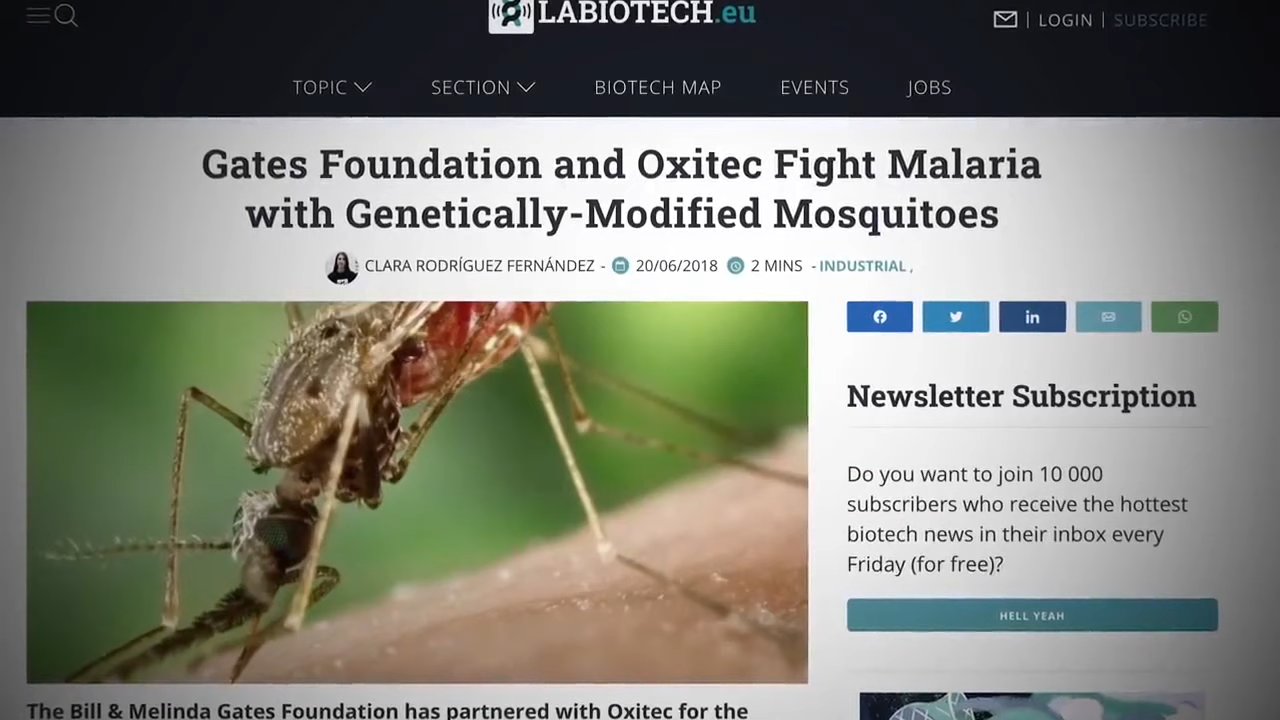 LABIOTECH.eu
LOGIN | SUBSCRIBE
TOPIC SECTION BIOTECH MAP EVENTS JOBS
Gates Foundation and Oxitec Fight Malaria
with Genetically-Modified Mosquitoes
CLARA RODRÍGUEZ FERNÁNDEZ - 20/06/2018 2 MINS - INDUSTRIAL,
Newsletter Subscription
Do you want to join 10 000
subscribers who receive the hottest
biotech news in their inbox every
Friday (for free)?
HELL YEAH
The Bill & Melinda Gates Foundation has partnered with Oxitec for the